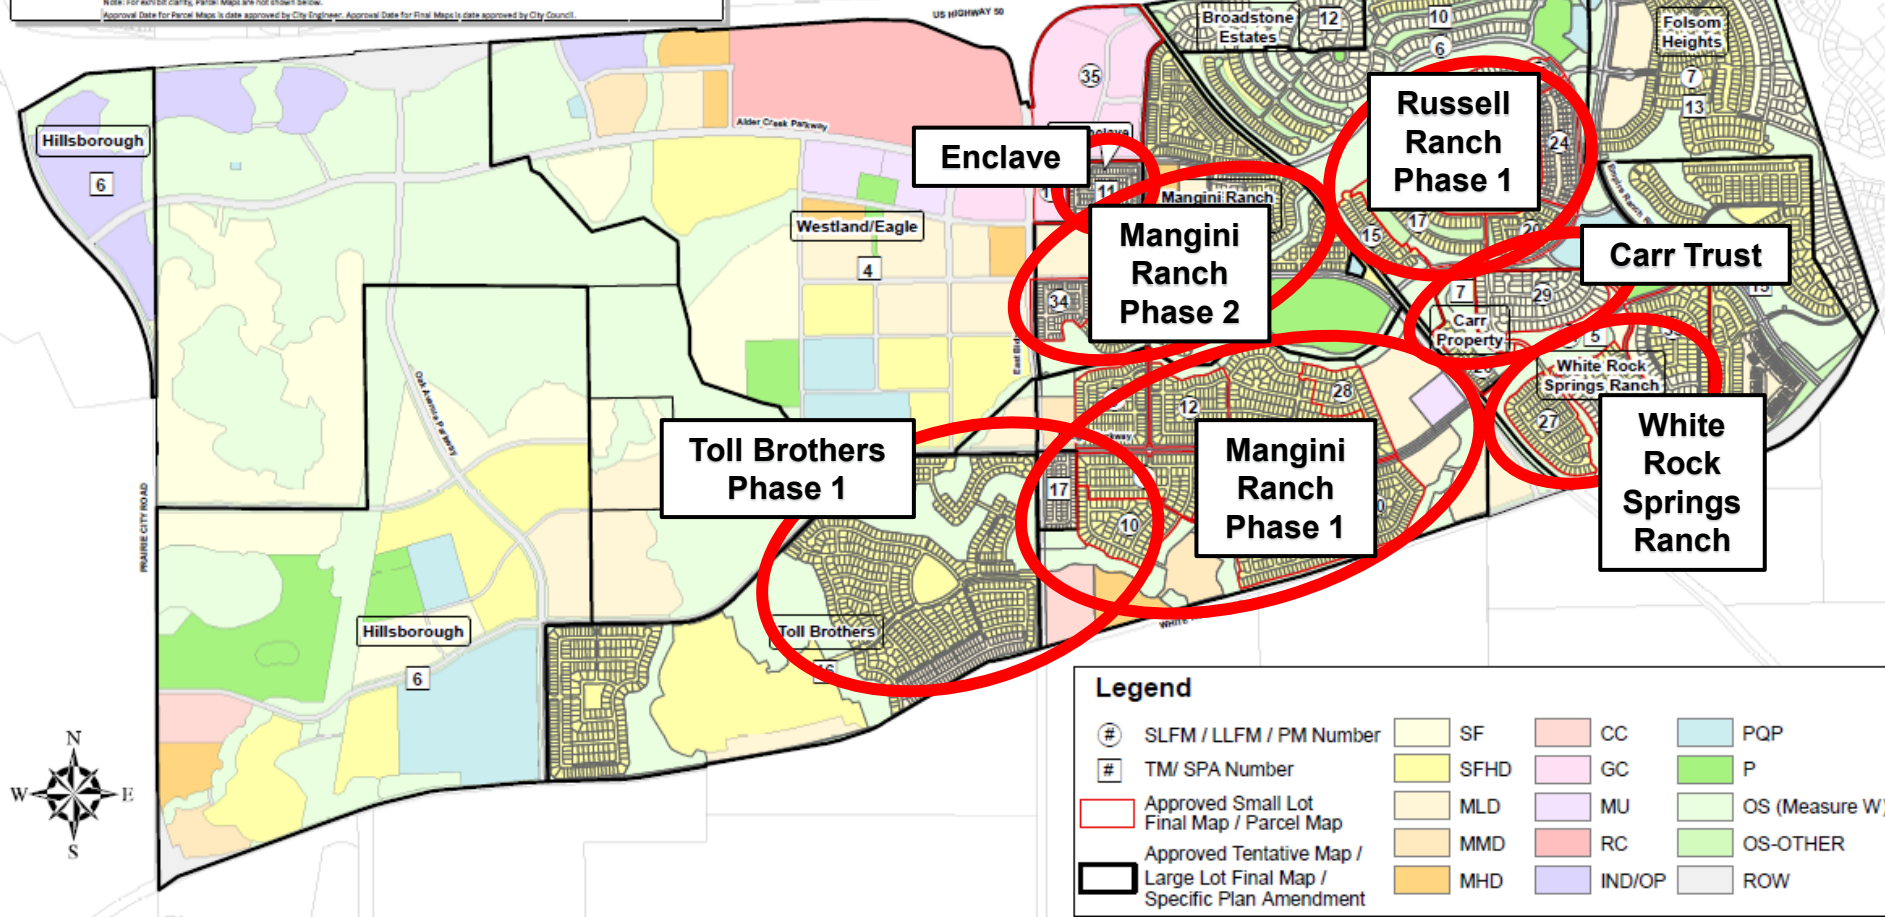 Note: For exhibit clarity, Parcel Maps are not shown below.
Approval Date for Parcel Maps is date approved by City Engineer. Approval Date for Final Maps is date approved by City Council.
US HIGHWAY 50
Broadstone
Estates
12
10
6
Folsom
Heights
7
13
35
Hillsborough
6
Alder Creek Parkway
Enclave
11
Russell
Ranch
Phase 1
24
15
17
20
Mangini Ranch
Mangini
Ranch
Phase 2
34
Westland/Eagle
4
Carr Trust
7
29
Carr
Property
5
White Rock
Springs Ranch
27
White
Rock
Springs
Ranch
Oak Avenue Parkway
12
28
Toll Brothers
Phase 1
Mangini
Ranch
Phase 1
17
10
PRAIRIE CITY ROAD
Hillsborough
6
Toll Brothers
16
N
W
E
S
Legend
# SLFM / LLFM / PM Number
# TM/ SPA Number
Approved Small Lot
Final Map / Parcel Map
Approved Tentative Map /
Large Lot Final Map /
Specific Plan Amendment
SF
SFHD
MLD
MMD
MHD
CC
GC
MU
RC
IND/OP
PQP
P
OS (Measure W)
OS-OTHER
ROW